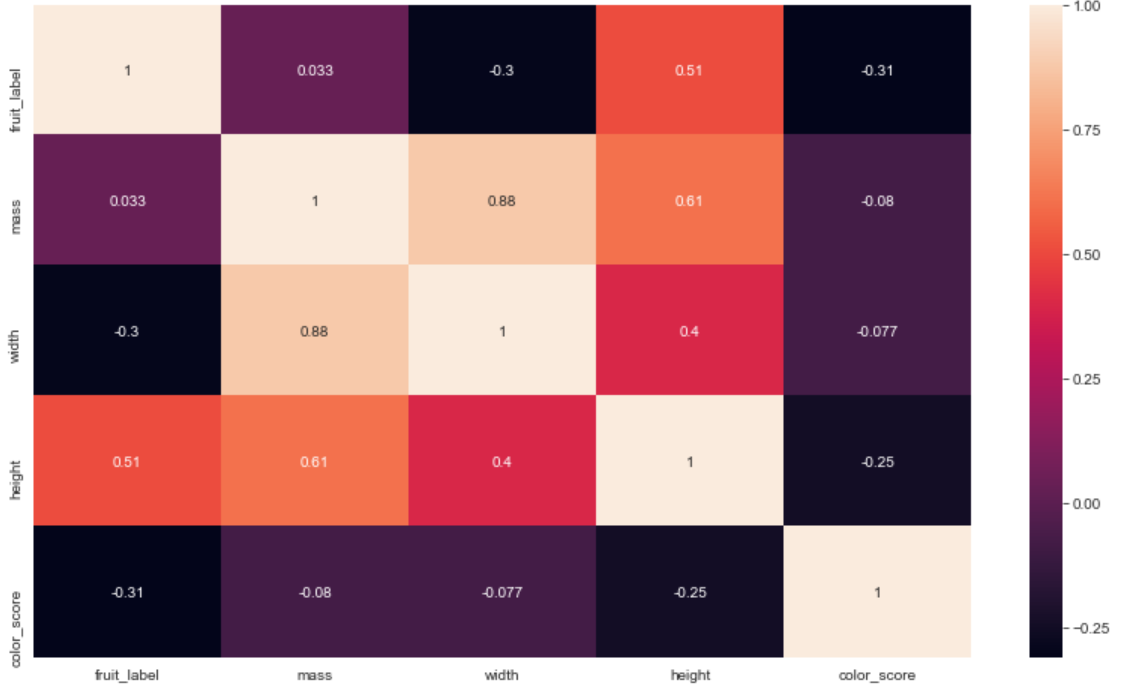 fruit_label 1 0.033 -0.3 0.51 -0.31
mass 0.033 1 0.88 0.61 -0.08
width -0.3 0.88 1 0.4 -0.077
height 0.51 0.61 0.4 1 -0.25
color_score -0.31 -0.08 -0.077 -0.25 1
fruit_label mass width height color_score
1.00
0.75
0.50
0.25
0.00
−0.25